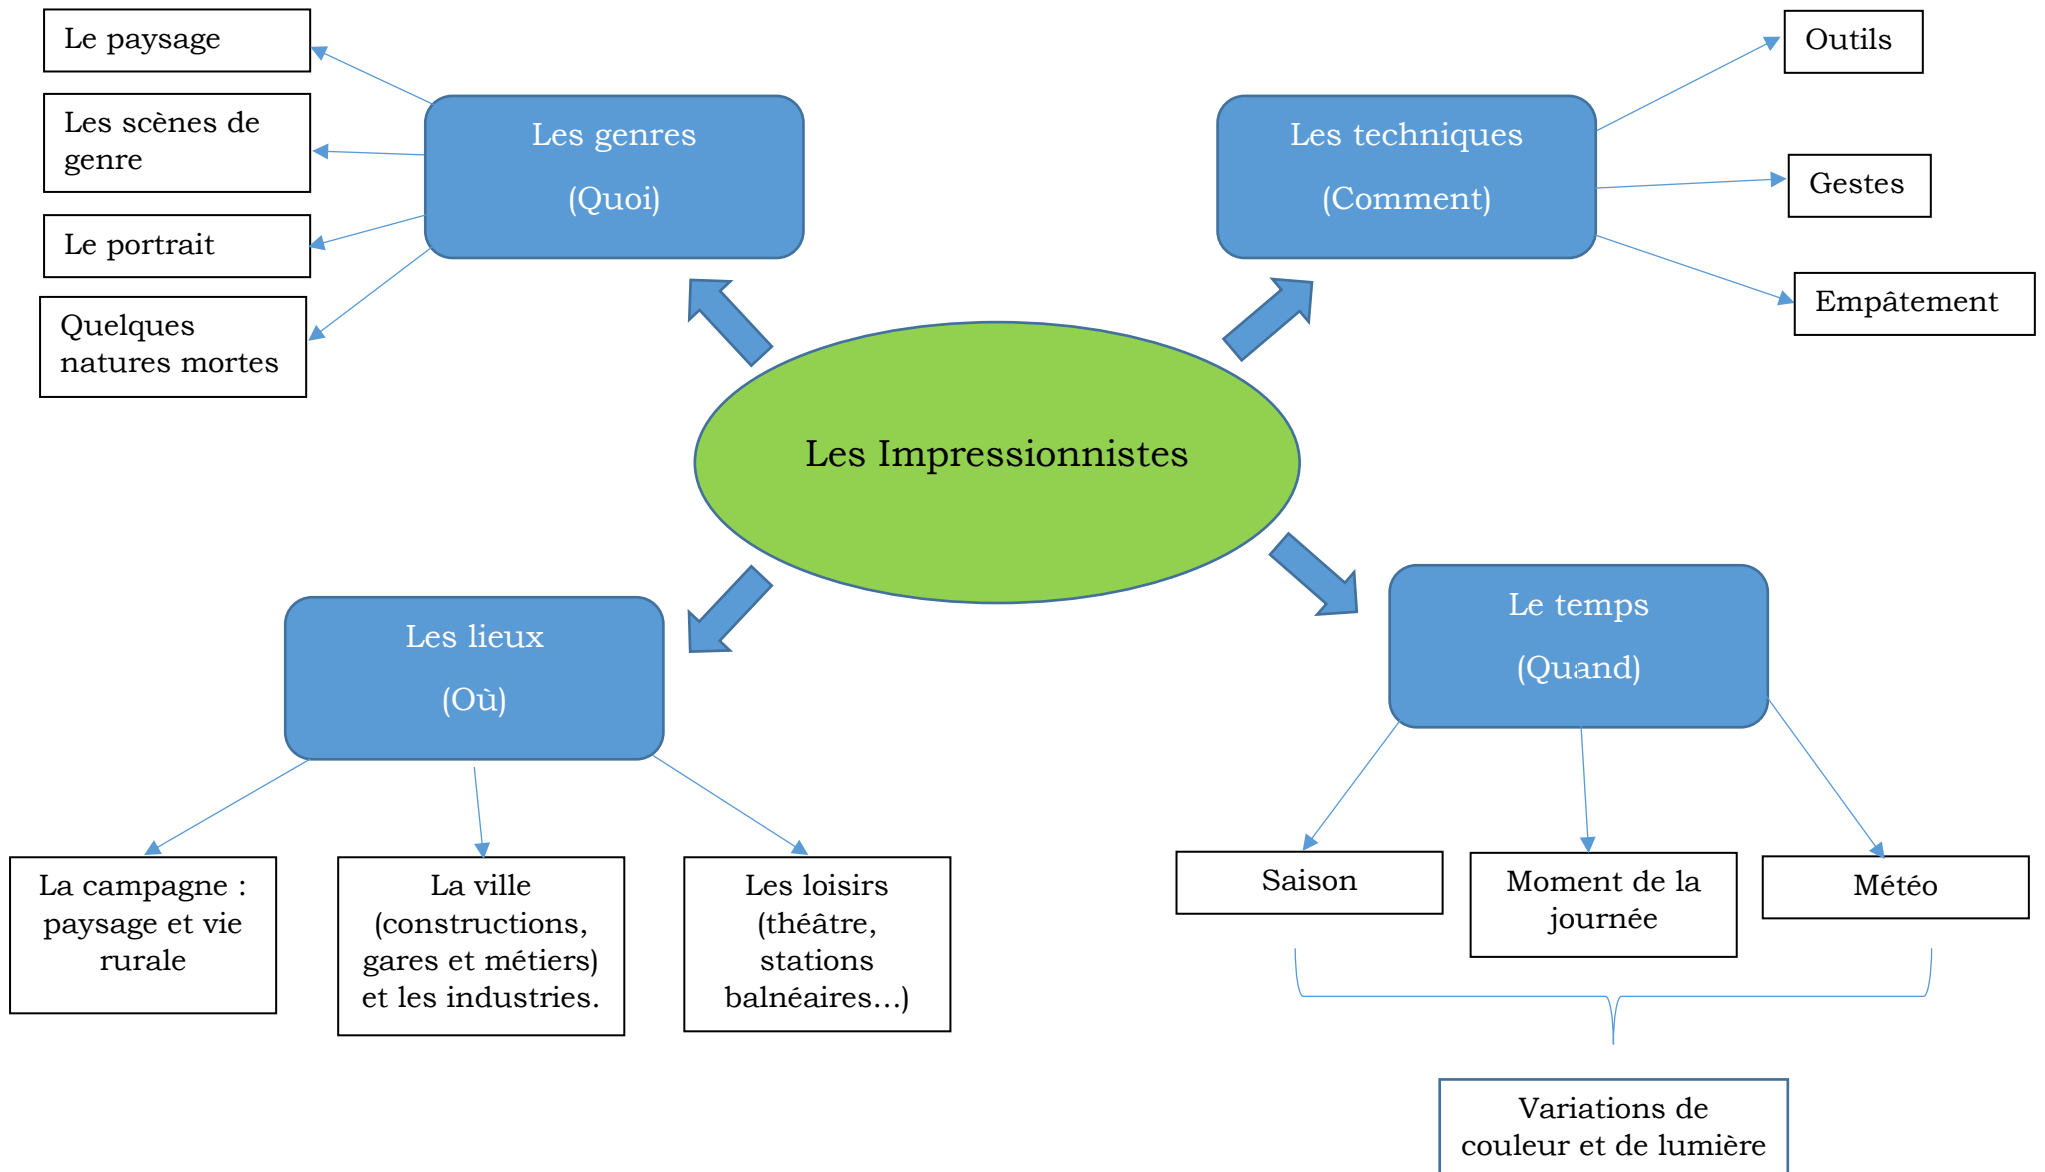 Le paysage
Les scènes de
genre
Le portrait
Quelques
natures mortes
Les genres
(Quoi)
Les techniques
(Comment)
Outils
Gestes
Empâtement
Les Impressionnistes
Les lieux
(Où)
Le temps
(Quand)
La campagne :
paysage et vie
rurale
La ville
(constructions,
gares et métiers)
et les industries.
Les loisirs
(théâtre,
stations
balnéaires…)
Saison
Moment de la
journée
Météo
Variations de
couleur et de lumière